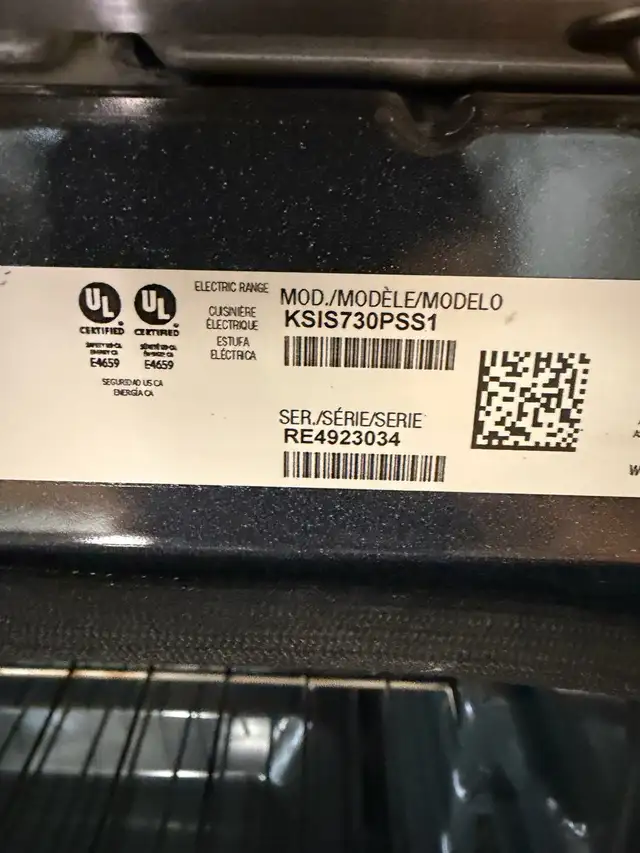 UL
UL
CERTIFIED
CERTIFIED
E4659
E4659
SEGURIDAD US CA
ENERGÍA CA
ELECTRIC RANGE
CUISINIÈRE
ÉLECTRIQUE
ESTUFA
ELÉCTRICA
MOD./MODÈLE/MODELO
KSIS730PSS1
SER./SÉRIE/SERIE
RE4923034